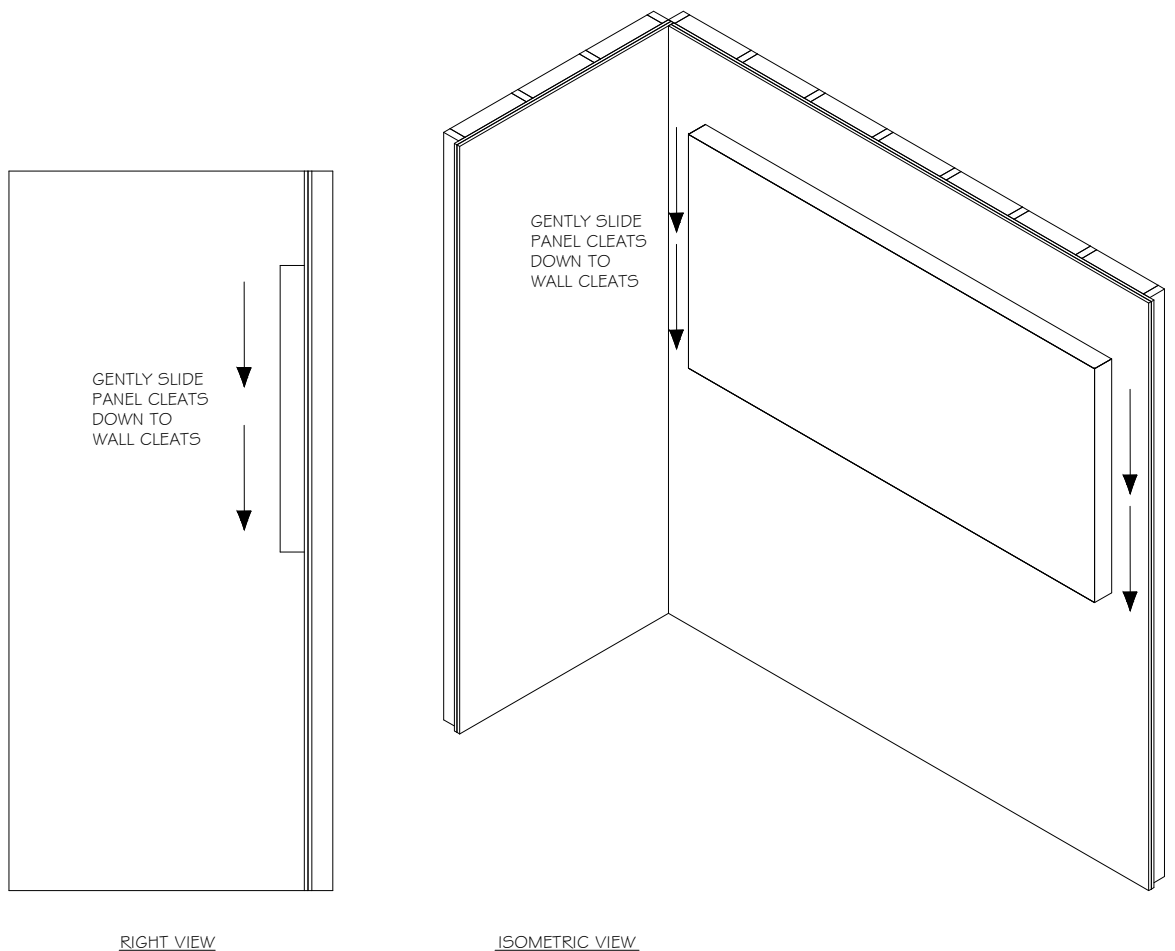 GENTLY SLIDE
PANEL CLEATS
DOWN TO
WALL CLEATS
RIGHT VIEW
GENTLY SLIDE
PANEL CLEATS
DOWN TO
WALL CLEATS
ISOMETRIC VIEW